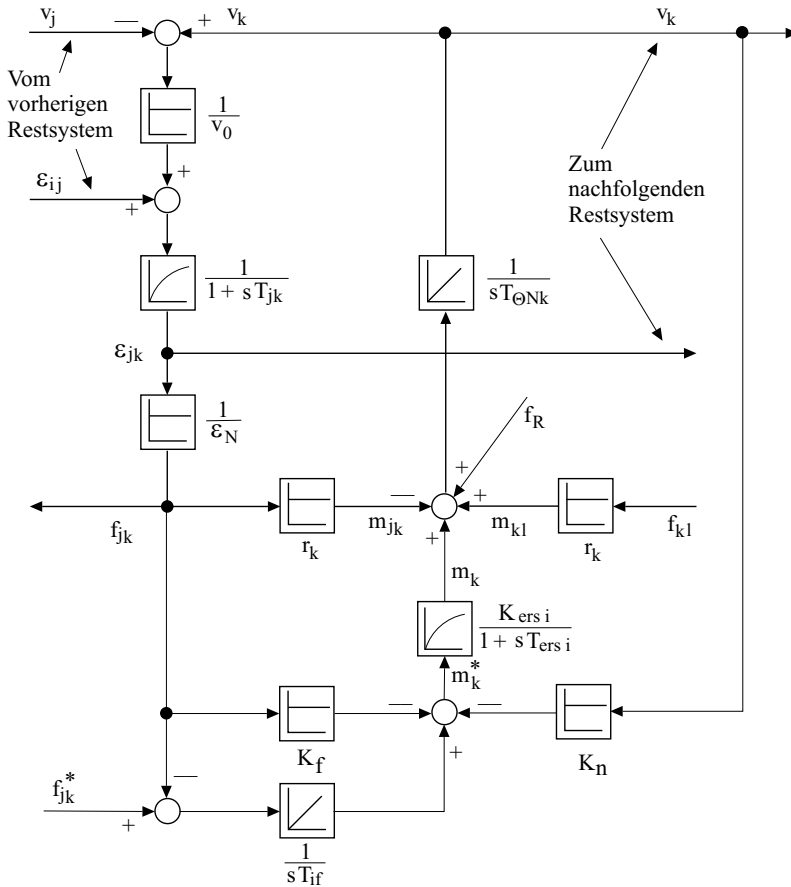 v_j
—
+
v_k
v_k
Vom
vorherigen
Restsystem
1/v_0
+
ε_ij
+
Zum
nachfolgenden
Restsystem
1/(1 + sT_jk)
1/(sT_ΘNk)
ε_jk
1/ε_N
f_R
+
—
+
f_jk
r_k
m_jk
+
m_kl
r_k
f_kl
m_k
K_ers i/(1 + sT_ers i)
m_k^*
—
—
K_f
+
K_n
—
f_jk^*
+
1/(sT_if)